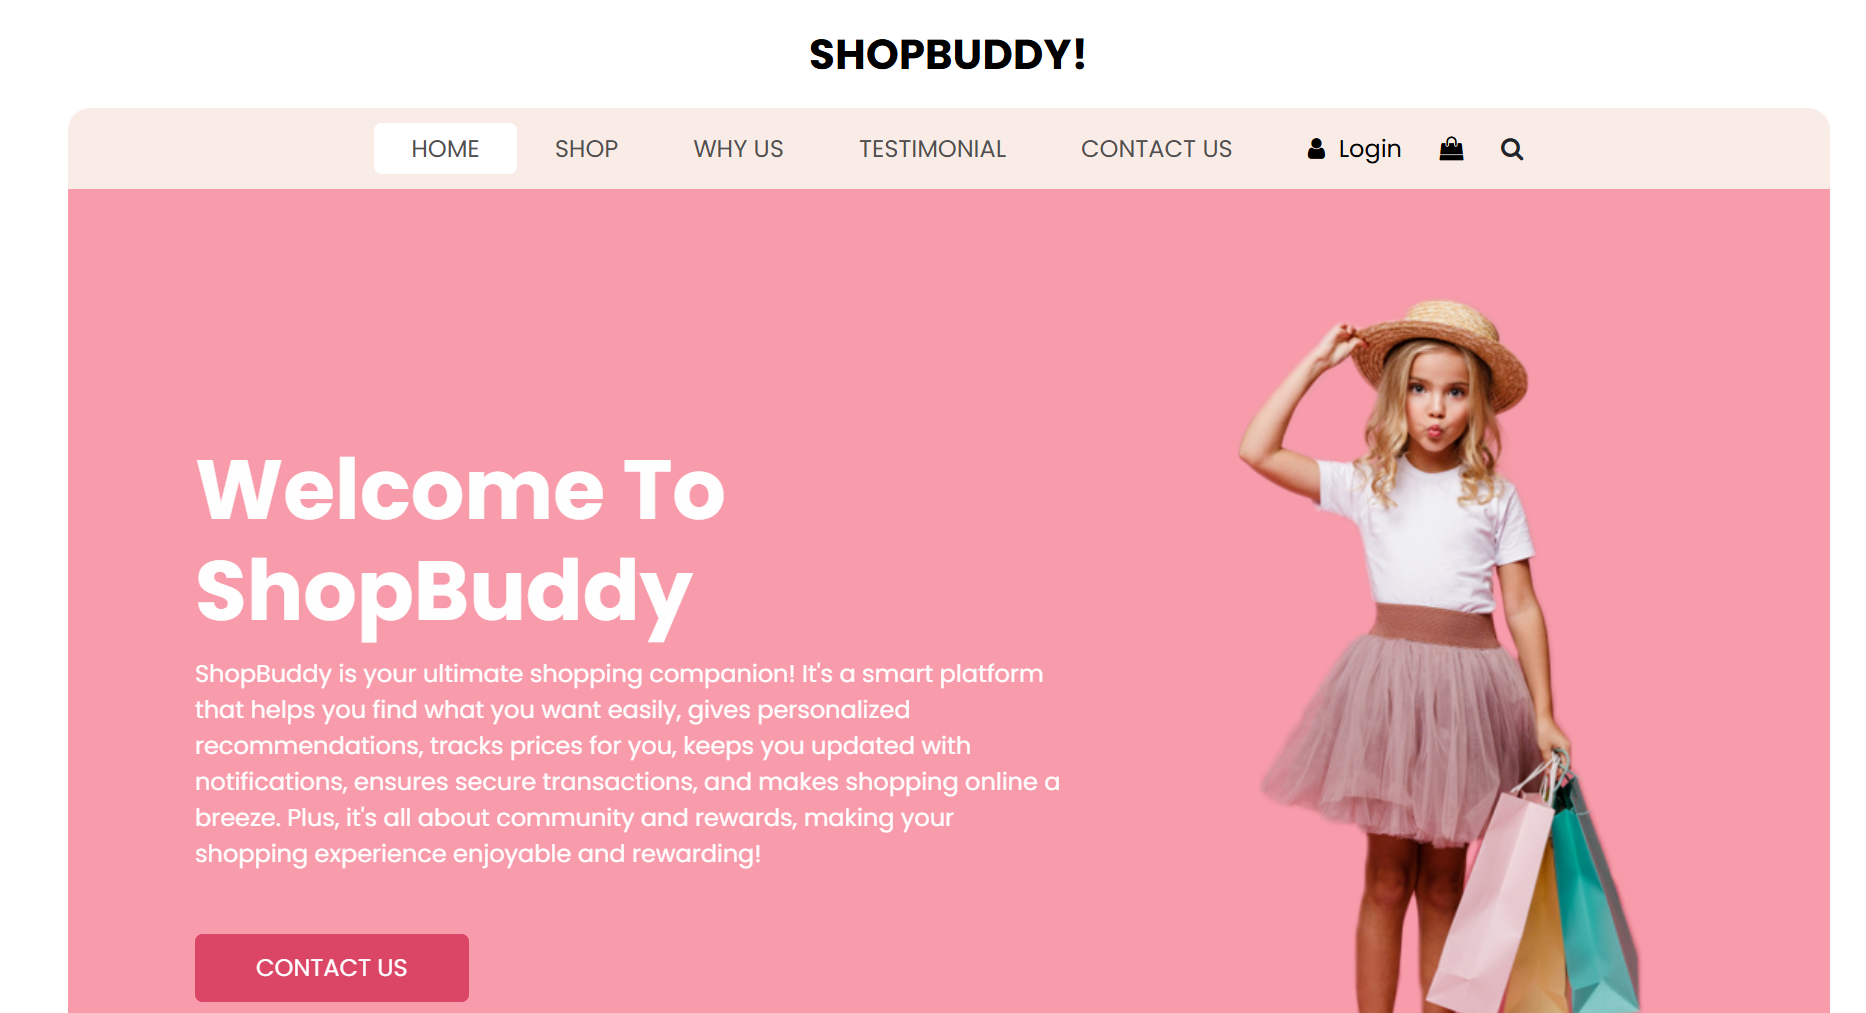 SHOPBUDDY!
HOME SHOP WHY US TESTIMONIAL CONTACT US Login
Welcome To
ShopBuddy
ShopBuddy is your ultimate shopping companion! It's a smart platform
that helps you find what you want easily, gives personalized
recommendations, tracks prices for you, keeps you updated with
notifications, ensures secure transactions, and makes shopping online a
breeze. Plus, it's all about community and rewards, making your
shopping experience enjoyable and rewarding!
CONTACT US